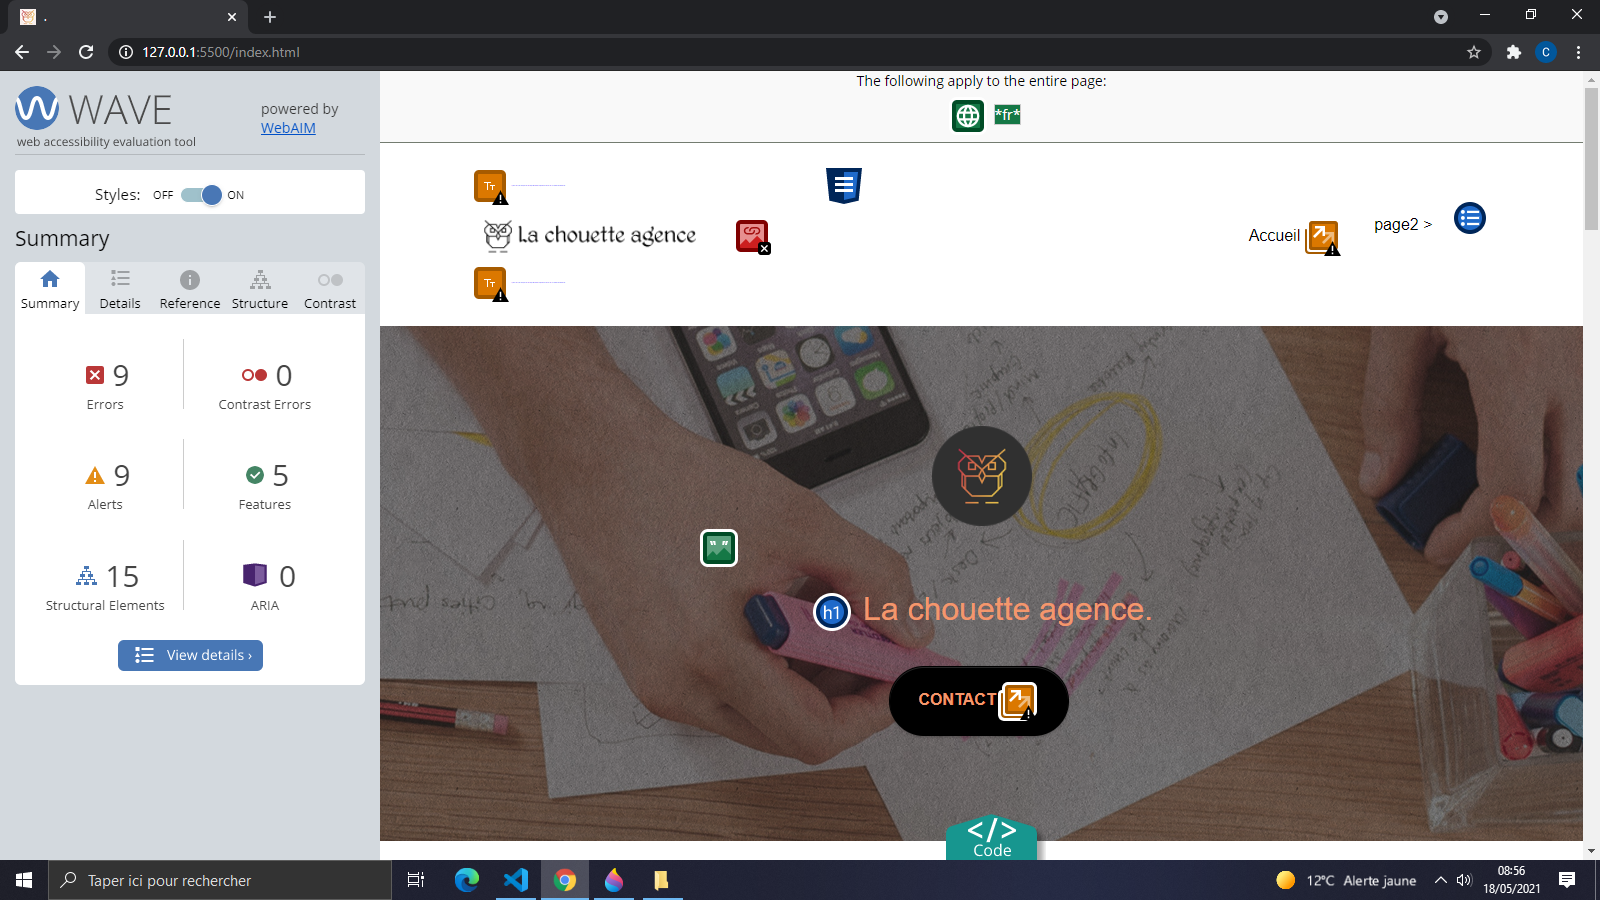 .
127.0.0.1:5500/index.html
C
WAVE
web accessibility evaluation tool
powered by
WebAIM
Styles: OFF ON
Summary
Summary Details Reference Structure Contrast
9
Errors
0
Contrast Errors
9
Alerts
5
Features
15
Structural Elements
0
ARIA
View details ›
The following apply to the entire page:
*fr*
La chouette agence
Accueil
page2 >
h1 La chouette agence.
CONTACT
</>
Code
Taper ici pour rechercher
12°C Alerte jaune
08:56
18/05/2021